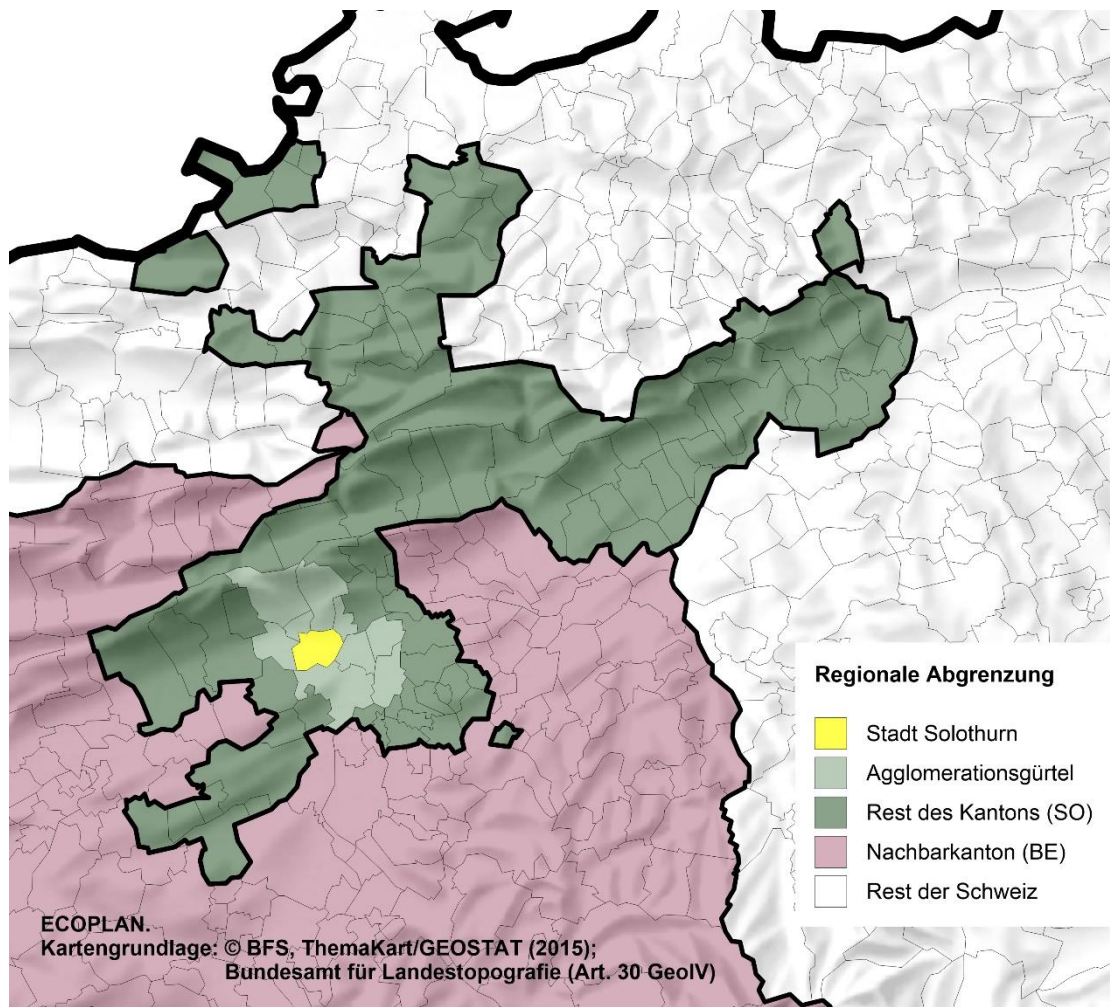 Regionale Abgrenzung
Stadt Solothurn
Agglomerationsgürtel
Rest des Kantons (SO)
Nachbarkanton (BE)
Rest der Schweiz
ECOPLAN.
Kartengrundlage: © BFS, ThemaKart/GEOSTAT (2015);
Bundesamt für Landestopografie (Art. 30 GeoIV)